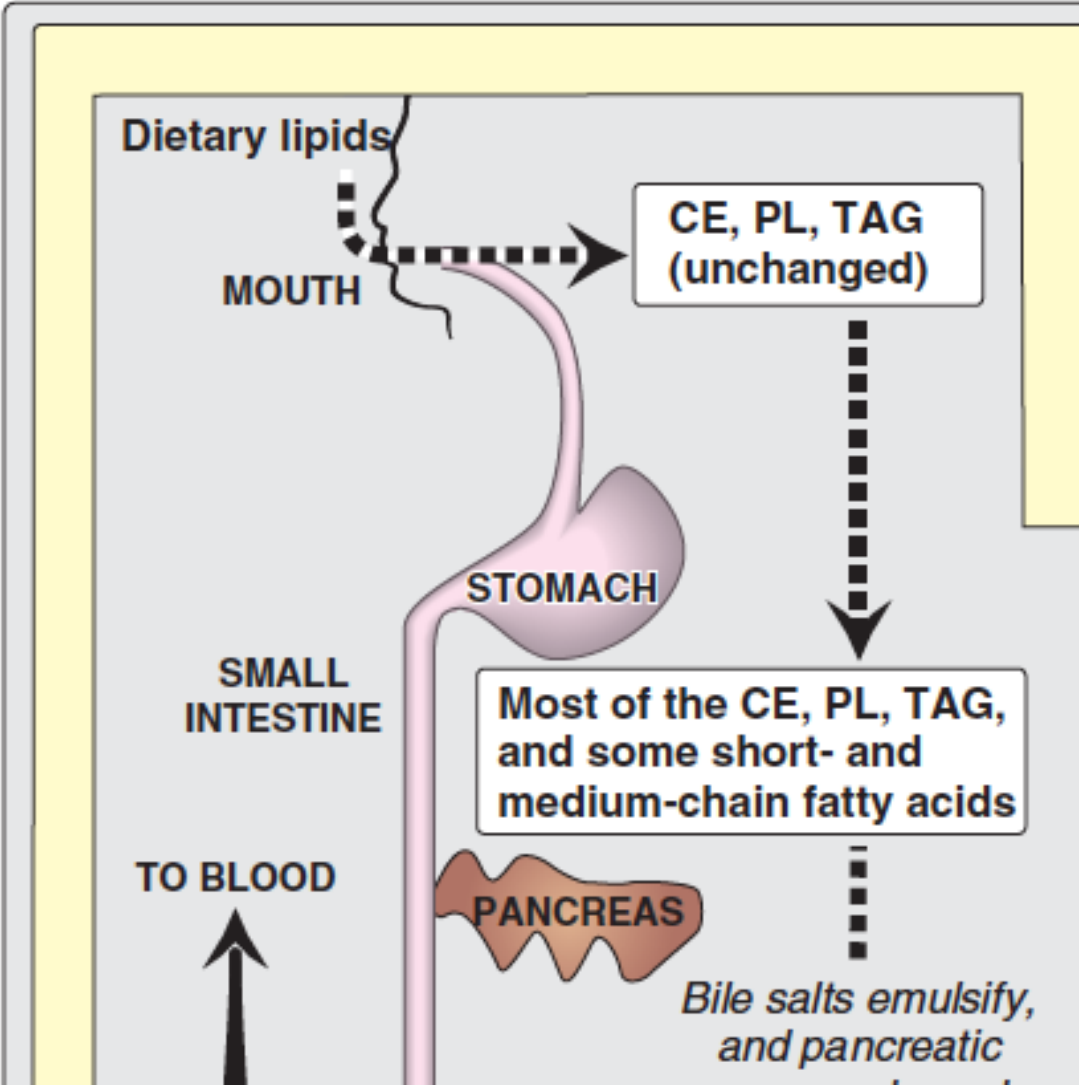 Dietary lipids
CE, PL, TAG
(unchanged)
MOUTH
STOMACH
SMALL
INTESTINE
Most of the CE, PL, TAG,
and some short- and
medium-chain fatty acids
TO BLOOD
PANCREAS
Bile salts emulsify,
and pancreatic